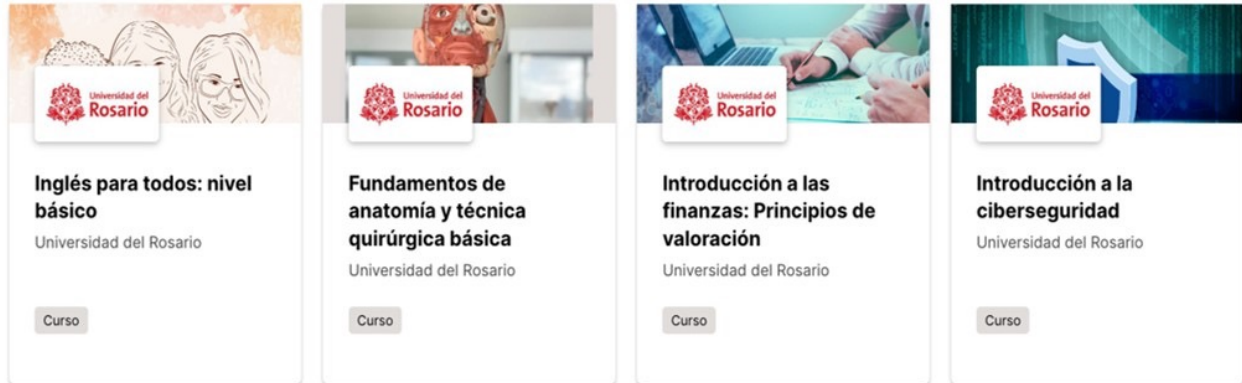 Universidad del
Rosario
Inglés para todos: nivel
básico
Universidad del Rosario
Curso
Universidad del
Rosario
Fundamentos de
anatomía y técnica
quirúrgica básica
Universidad del Rosario
Curso
Universidad del
Rosario
Introducción a las
finanzas: Principios de
valoración
Universidad del Rosario
Curso
Universidad del
Rosario
Introducción a la
ciberseguridad
Universidad del Rosario
Curso